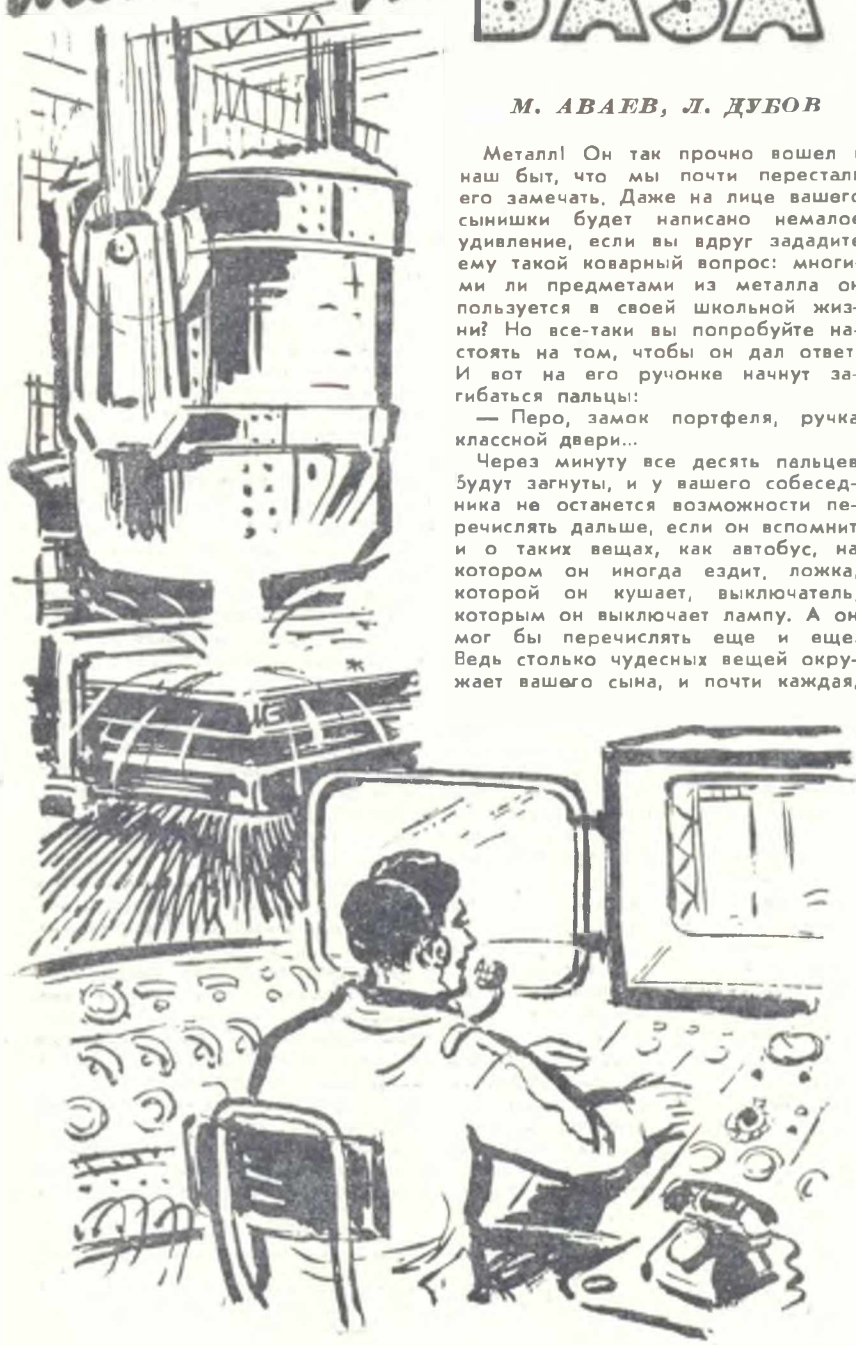 БАЗА
М. АВАЕВ, Л. ДУБОВ
Металл! Он так прочно вошел
наш быт, что мы почти перестали
его замечать. Даже на лице вашего
сынишки будет написано немалое
удивление, если вы вдруг зададите
ему такой коварный вопрос: многи-
ми ли предметами из металла он
пользуется в своей школьной жиз-
ни? Но все-таки вы попробуйте на-
стоять на том, чтобы он дал ответ.
И вот на его ручонке начнут за-
гибаться пальцы:
— Перо, замок портфеля, ручка
классной двери...
Через минуту все десять пальцев
будут загнуты, и у вашего собесед-
ника не останется возможности пе-
речислять дальше, если он вспомнит
и о таких вещах, как автобус, на
котором он иногда ездит, ложка,
которой он кушает, выключатель,
которым он выключает лампу. А он
мог бы перечислять еще и еще.
Ведь столько чудесных вещей окру-
жает вашего сына, и почти каждая,